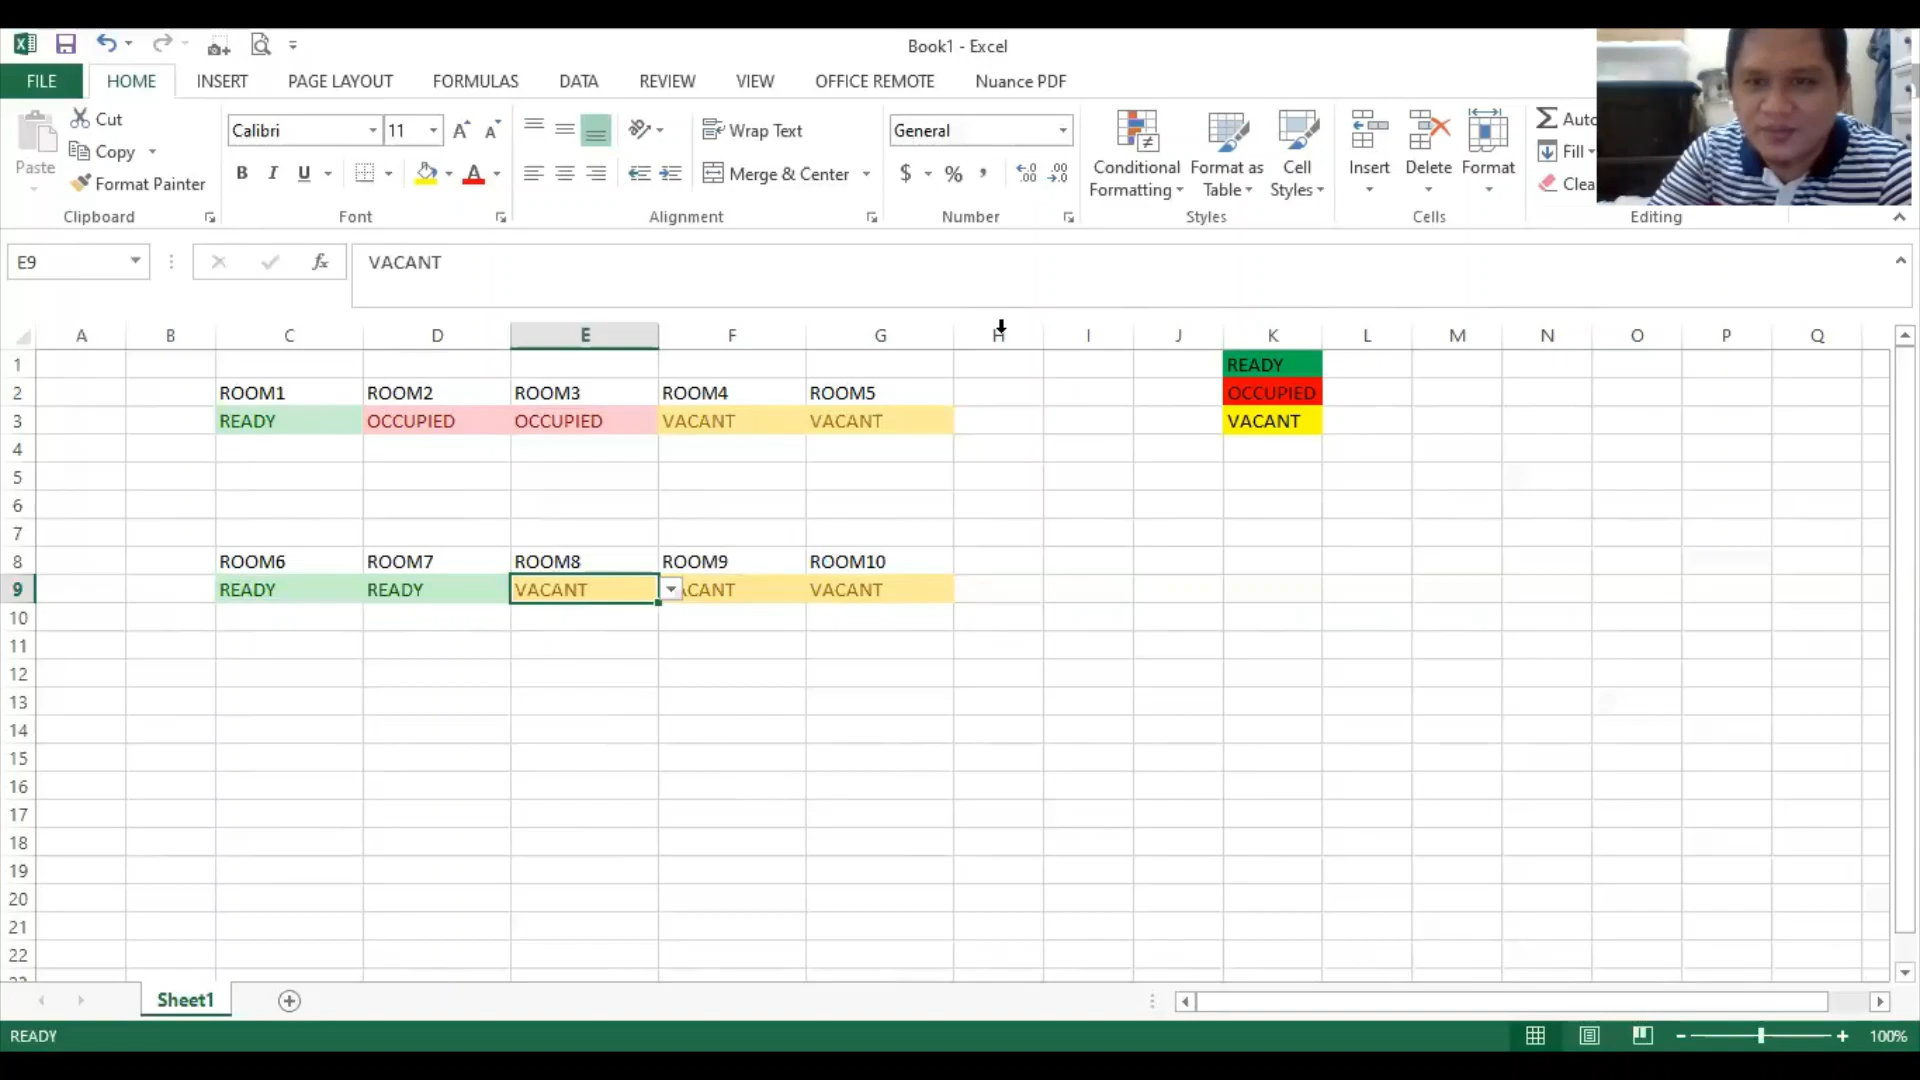 Book1 - Excel
FILE HOME INSERT PAGE LAYOUT FORMULAS DATA REVIEW VIEW OFFICE REMOTE Nuance PDF
Paste
Cut
Copy
Format Painter
Clipboard
Calibri 11
B I U A
Font
Wrap Text
Merge & Center
Alignment
General
$ % ,
Number
Conditional Formatting
Format as Table
Cell Styles
Styles
Insert Delete Format
Cells
Σ Auto
Fill
Clea
Editing
E9 fx VACANT
A B C D E F G H I J K L M N O P Q
1 READY
2 ROOM1 ROOM2 ROOM3 ROOM4 ROOM5 OCCUPIED
3 READY OCCUPIED OCCUPIED VACANT VACANT VACANT
4
5
6
7
8 ROOM6 ROOM7 ROOM8 ROOM9 ROOM10
9 READY READY VACANT ACANT VACANT
10
11
12
13
14
15
16
17
18
19
20
21
22
Sheet1
READY 100%